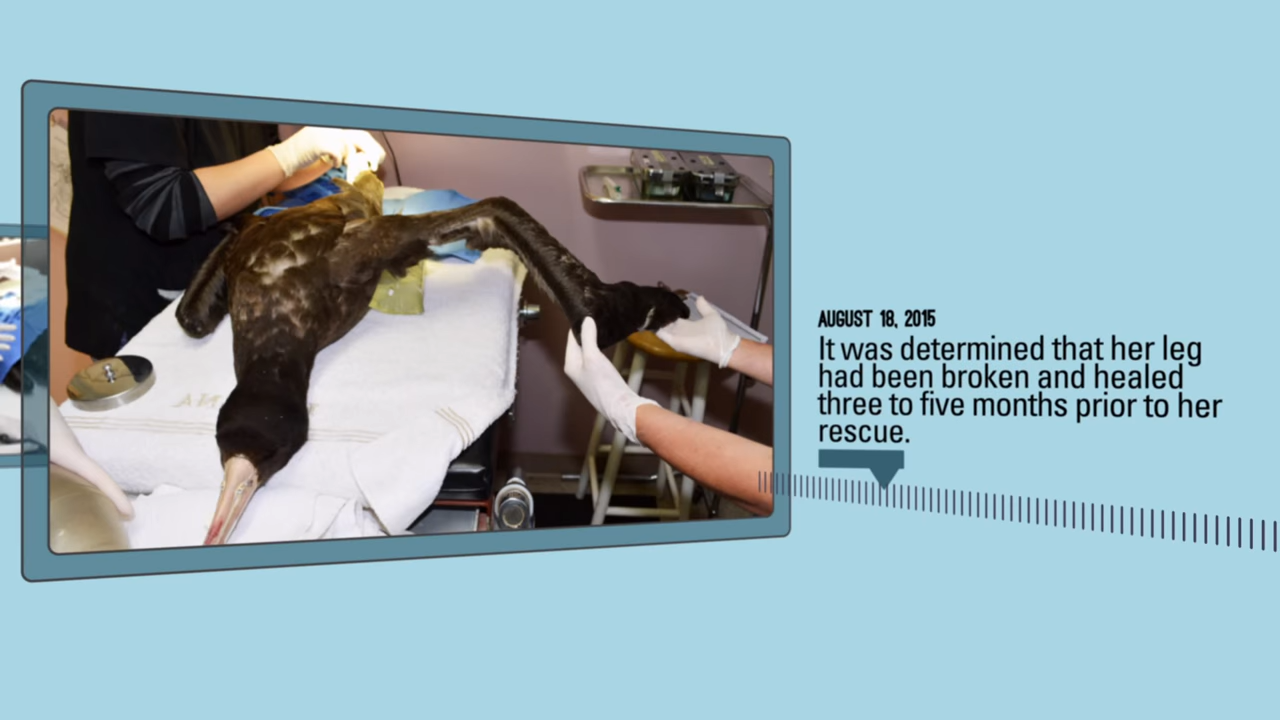 AUGUST 18, 2015
It was determined that her leg
had been broken and healed
three to five months prior to her
rescue.